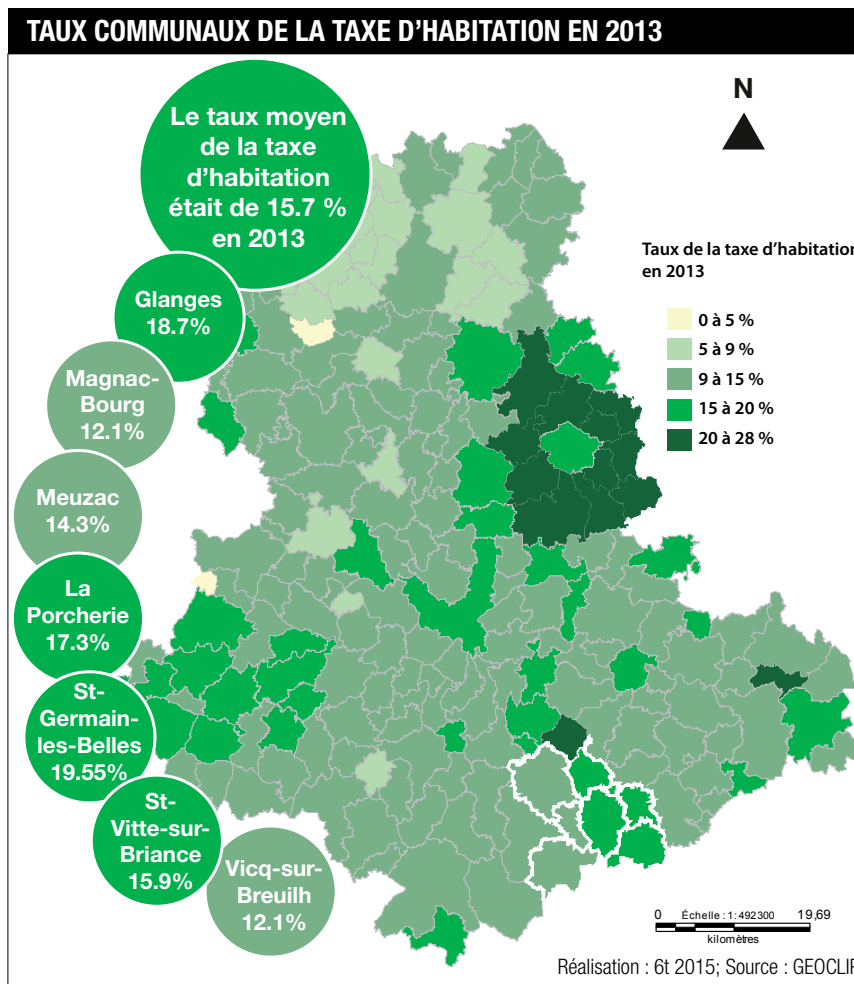 TAUX COMMUNAUX DE LA TAXE D'HABITATION EN 2013
Le taux moyen
de la taxe
d'habitation
était de 15.7 %
en 2013
Glanges
18.7%
Magnac-
Bourg
12.1%
Meuzac
14.3%
La
Porcherie
17.3%
St-
Germain-
les-Belles
19.55%
St-
Vitte-sur-
Briance
15.9%
Vicq-sur-
Breuilh
12.1%
N
Taux de la taxe d'habitation
en 2013
0 à 5 %
5 à 9 %
9 à 15 %
15 à 20 %
20 à 28 %
0 Échelle : 1: 492 300 19,69
kilomètres
Réalisation : 6t 2015; Source : GEOCLIP